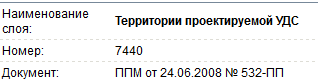 Наименование слоя: Территории проектируемой УДС
Номер: 7440
Документ: ППМ от 24.06.2008 № 532-ПП